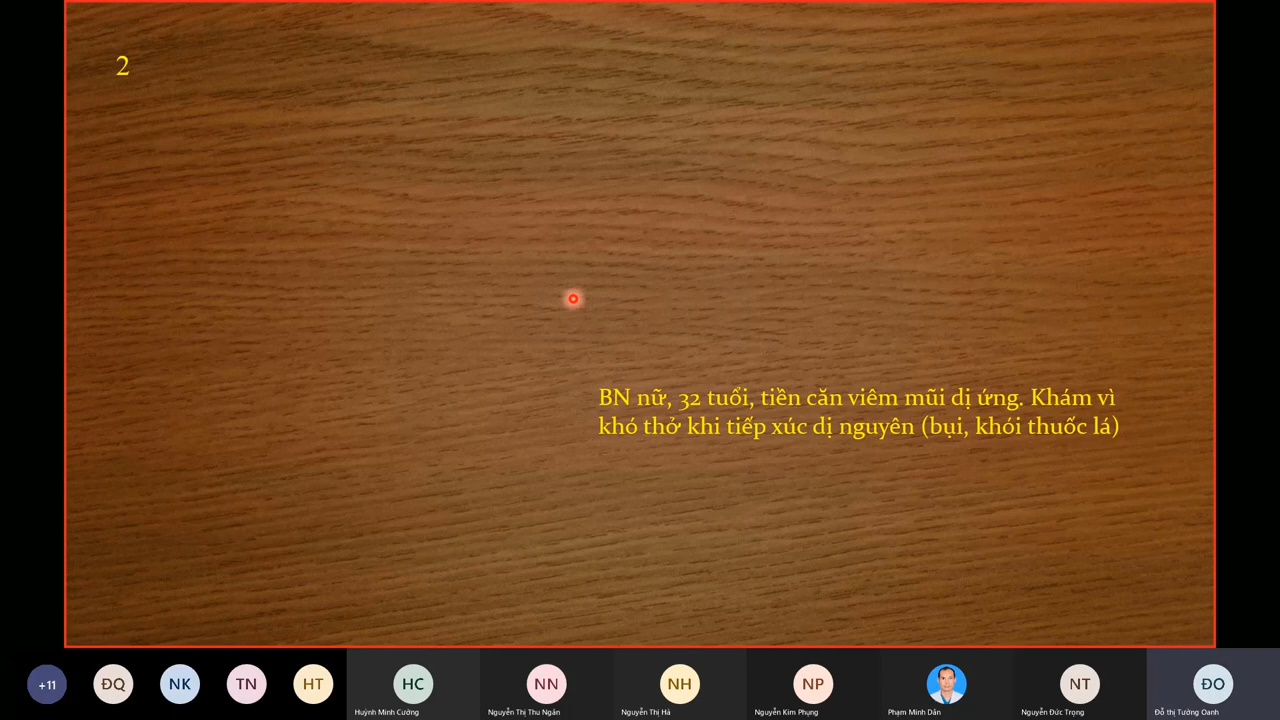 2
BN nữ, 32 tuổi, tiền căn viêm mũi dị ứng. Khám vì
khó thở khi tiếp xúc dị nguyên (bụi, khói thuốc lá)
+11
ĐQ
NK
TN
HT
HC
NN
NH
NP
NT
ĐO
Huỳnh Minh Cường
Nguyễn Thị Thu Ngân
Nguyễn Thị Hà
Nguyễn Kim Phụng
Phạm Minh Dân
Nguyễn Đức Trọng
Đỗ thị Tường Oanh